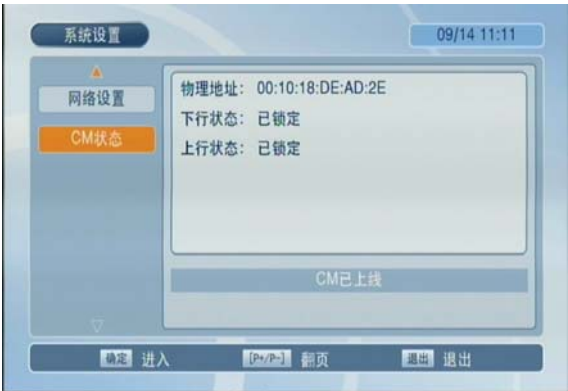 系统设置
09/14 11:11
网络设置
CM状态
物理地址： 00:10:18:DE:AD:2E
下行状态： 已锁定
上行状态： 已锁定
CM已上线
确定 进入 [P+/P-] 翻页 退出 退出